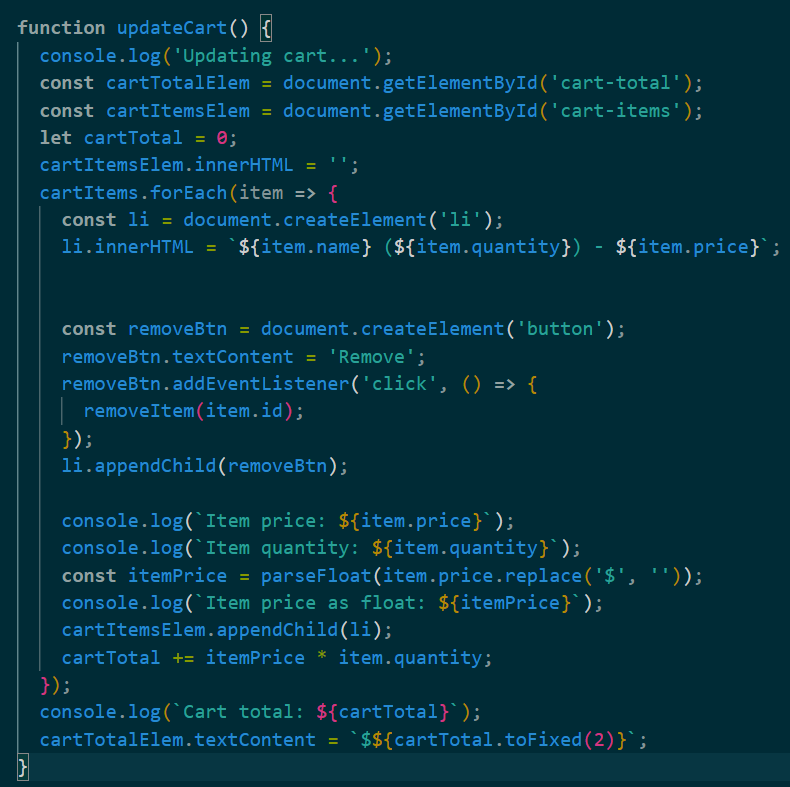 function updateCart() {
  console.log('Updating cart...');
  const cartTotalElem = document.getElementById('cart-total');
  const cartItemsElem = document.getElementById('cart-items');
  let cartTotal = 0;
  cartItemsElem.innerHTML = '';
  cartItems.forEach(item => {
    const li = document.createElement('li');
    li.innerHTML = `${item.name} (${item.quantity}) - ${item.price}`;

    const removeBtn = document.createElement('button');
    removeBtn.textContent = 'Remove';
    removeBtn.addEventListener('click', () => {
      removeItem(item.id);
    });
    li.appendChild(removeBtn);

    console.log(`Item price: ${item.price}`);
    console.log(`Item quantity: ${item.quantity}`);
    const itemPrice = parseFloat(item.price.replace('$', ''));
    console.log(`Item price as float: ${itemPrice}`);
    cartItemsElem.appendChild(li);
    cartTotal += itemPrice * item.quantity;
  });
  console.log(`Cart total: ${cartTotal}`);
  cartTotalElem.textContent = `$${cartTotal.toFixed(2)}`;
}